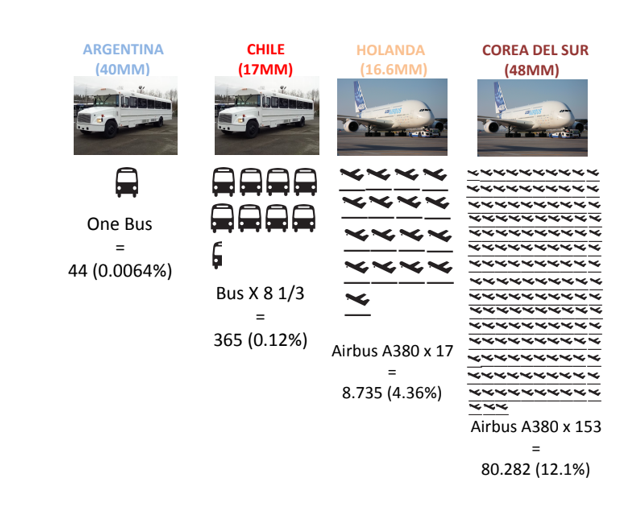 ARGENTINA
(40MM)
One Bus
=
44 (0.0064%)
CHILE
(17MM)
Bus X 8 1/3
=
365 (0.12%)
HOLANDA
(16.6MM)
Airbus A380 x 17
=
8.735 (4.36%)
COREA DEL SUR
(48MM)
Airbus A380 x 153
=
80.282 (12.1%)